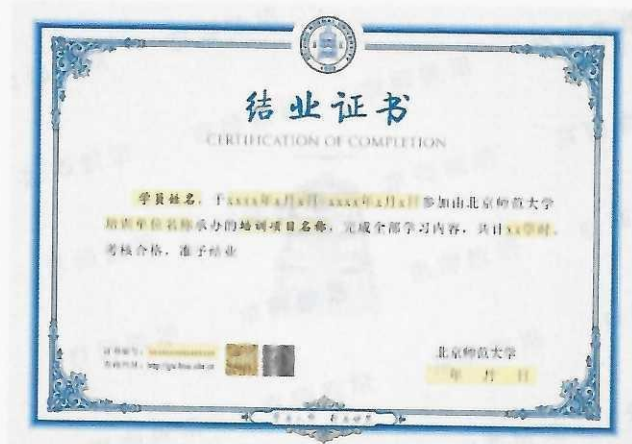 结业证书
CERTIFICATION OF COMPLETION
学员姓名，于xxxx年x月x日-xxxx年x月x日参加由北京师范大学
培训单位名称承办的培训项目名称，完成全部学习内容，共计xx学时，
考核合格，准予结业
证书编号：
北京师范大学
年 月 日